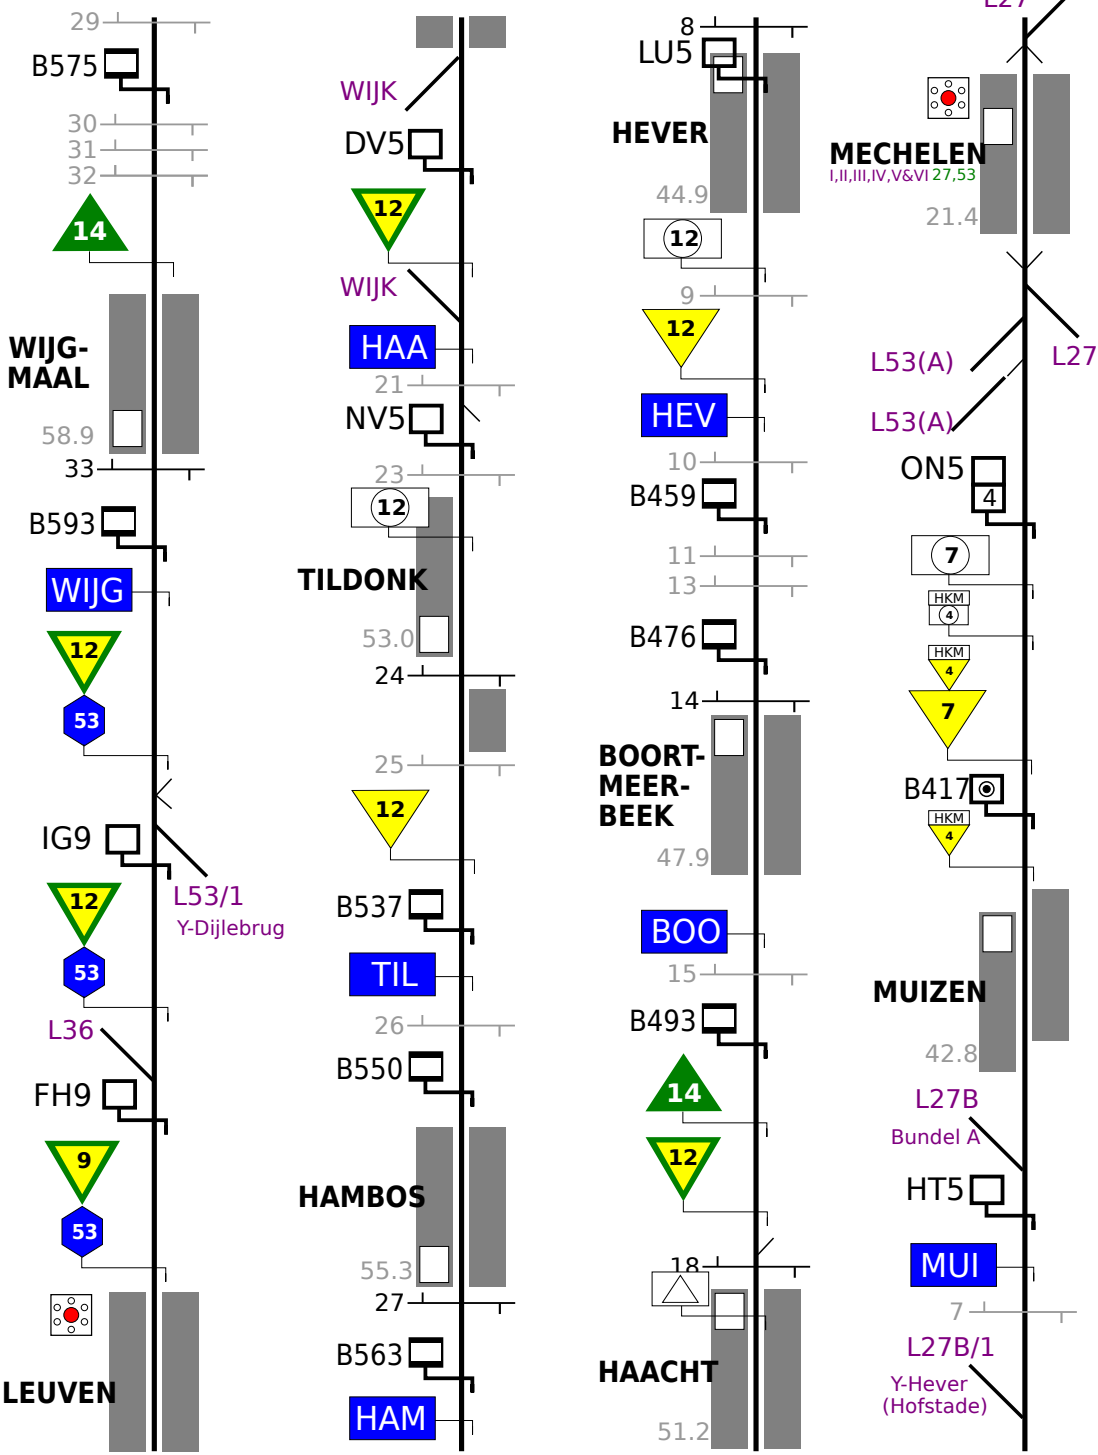 29
B575
30
31
32
14
WIJG-
MAAL
58.9
33
B593
WIJG
12
53
IG9
L53/1
Y-Dijlebrug
12
53
L36
FH9
9
53
LEUVEN
WIJK
DV5
12
WIJK
HAA
21
NV5
23
12
TILDONK
53.0
24
25
12
B537
TIL
26
B550
HAMBOS
55.3
27
B563
HAM
8
LU5
HEVER
44.9
12
9
12
HEV
10
B459
11
13
B476
14
BOORT-
MEER-
BEEK
47.9
BOO
15
B493
14
12
18
HAACHT
51.2
L27
MECHELEN
I,II,III,IV,V&VI 27,53
21.4
L27
L53(A)
L53(A)
ON5
4
7
HKM
4
HKM
4
7
B417
HKM
4
MUIZEN
42.8
L27B
Bundel A
HT5
MUI
7
L27B/1
Y-Hever
(Hofstade)